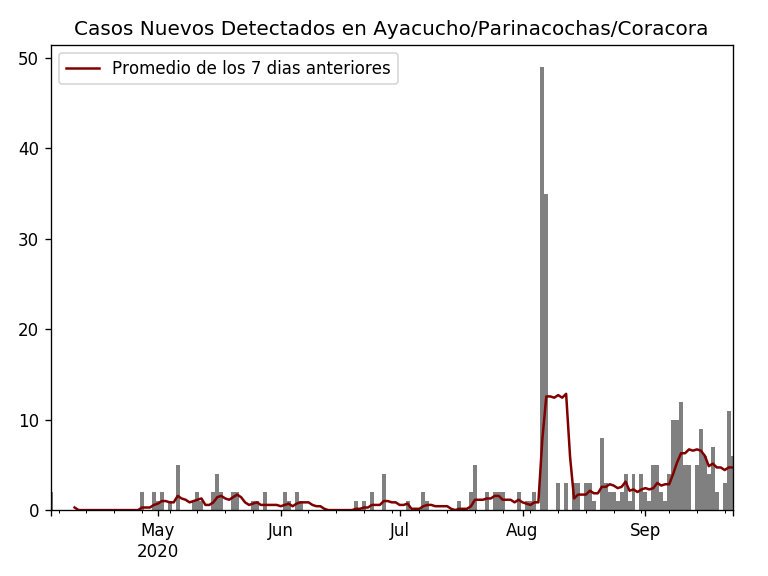 Casos Nuevos Detectados en Ayacucho/Parinacochas/Coracora
Promedio de los 7 dias anteriores
50
40
30
20
10
0
May Jun Jul Aug Sep
2020